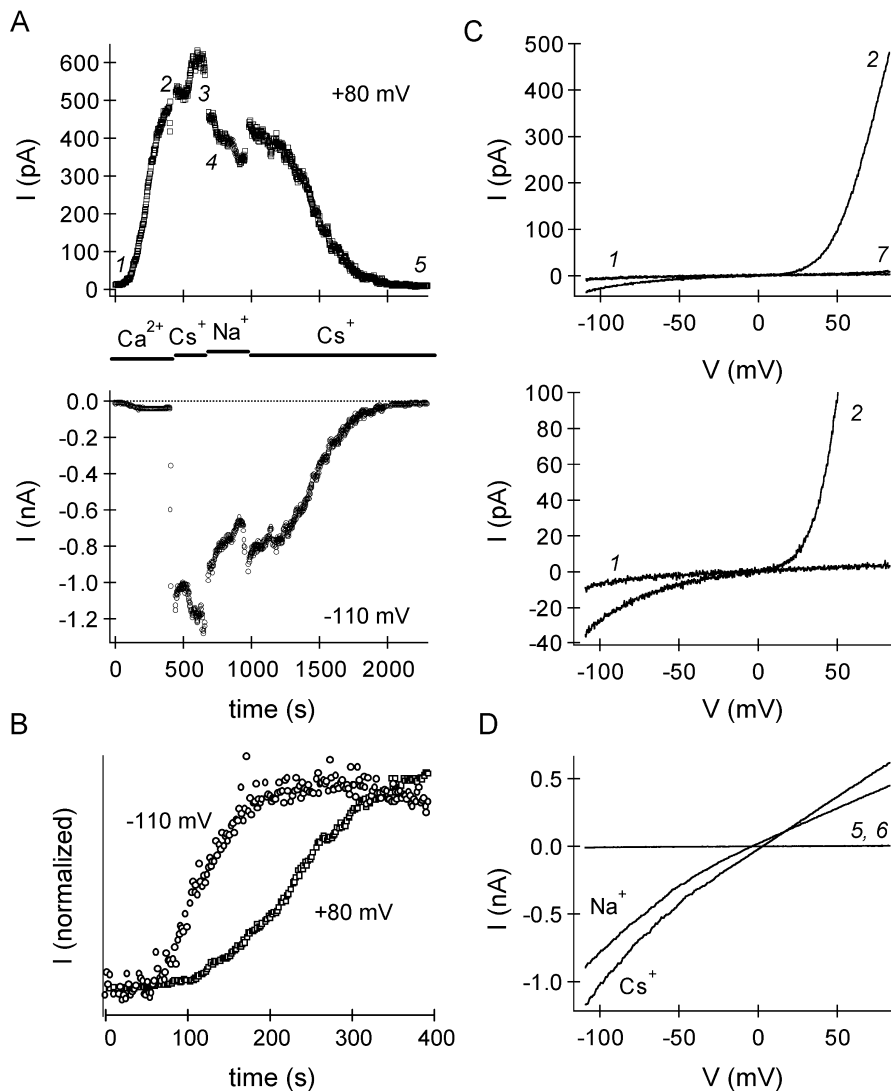 A
I (pA)
600
500
400
300
200
100
0
1
2
3
4
5
+80 mV
Ca2+
Cs+
Na+
Cs+
I (nA)
0.0
-0.2
-0.4
-0.6
-0.8
-1.0
-1.2
-110 mV
0 500 1000 1500 2000
time (s)
B
I (normalized)
-110 mV
+80 mV
0 100 200 300 400
time (s)
C
I (pA)
500
400
300
200
100
0
2
1
7
-100 -50 0 50
V (mV)
I (pA)
100
80
60
40
20
0
-20
-40
2
1
-100 -50 0 50
V (mV)
D
I (nA)
0.5
0.0
-0.5
-1.0
5, 6
Na+
Cs+
-100 -50 0 50
V (mV)